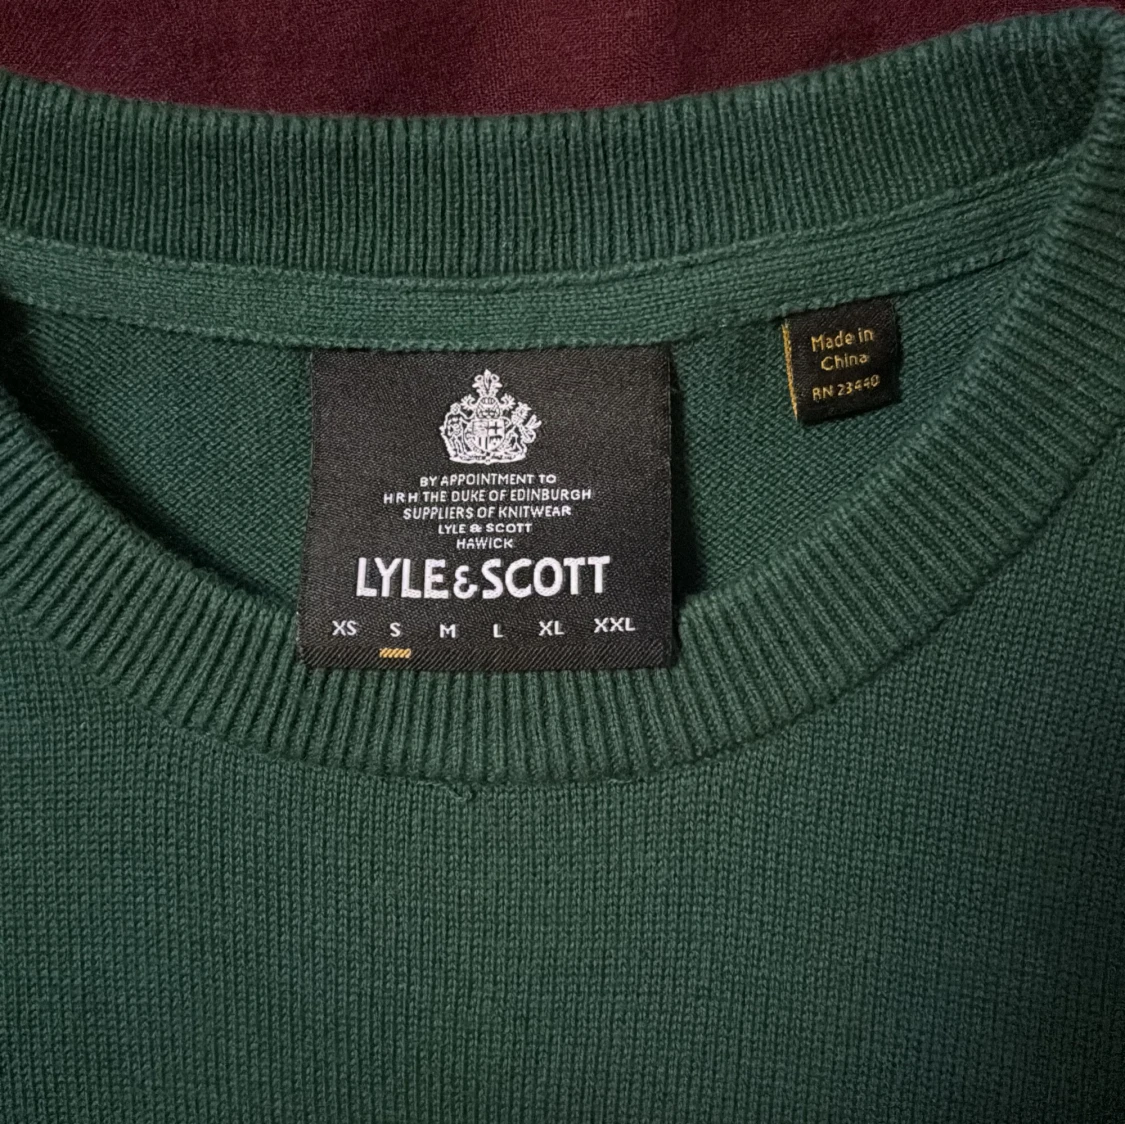 BY APPOINTMENT TO
HRH THE DUKE OF EDINBURGH
SUPPLIERS OF KNITWEAR
LYLE & SCOTT
HAWICK
LYLE & SCOTT
XS S M L XL XXL
Made in
China
RN 23440